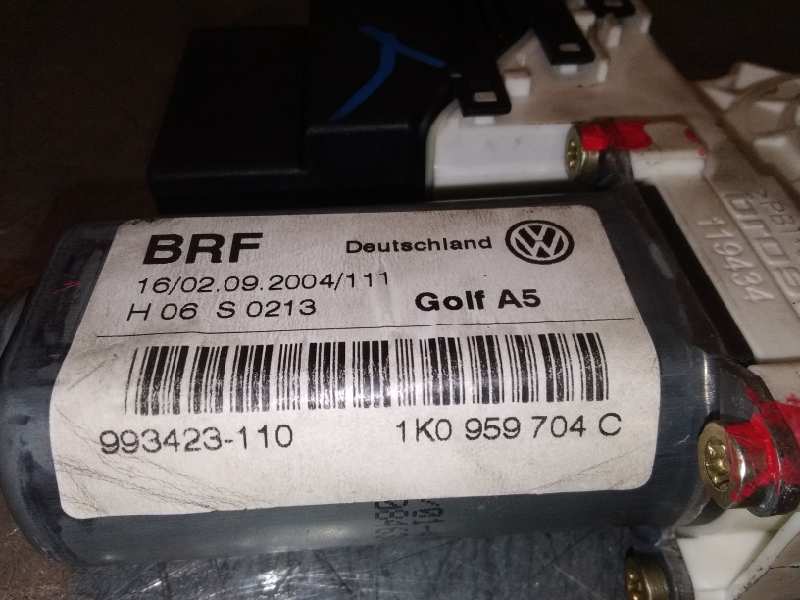 BRF Deutschland
16/02.09.2004/111
H 06 S 0213 Golf A5
993423-110 1K0 959 704 C
119434